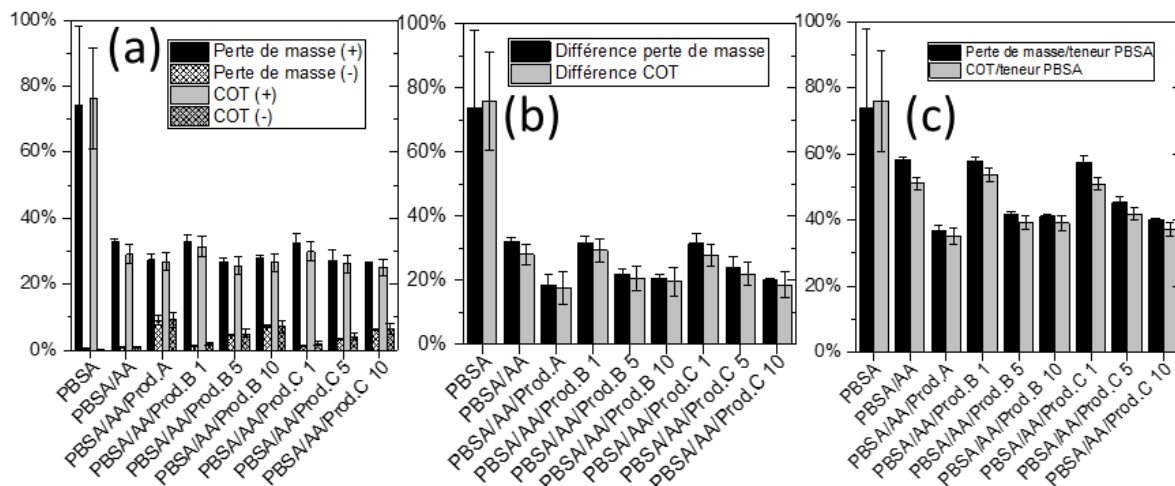 (a)
100%
80%
60%
40%
20%
0%
Perte de masse (+)
Perte de masse (-)
COT (+)
COT (-)
PBSA
PBSA/AA
PBSA/AA/Prod.A
PBSA/AA/Prod.B 1
PBSA/AA/Prod.B 5
PBSA/AA/Prod.B 10
PBSA/AA/Prod.C 1
PBSA/AA/Prod.C 5
PBSA/AA/Prod.C 10
(b)
100%
80%
60%
40%
20%
0%
Différence perte de masse
Différence COT
PBSA
PBSA/AA
PBSA/AA/Prod.A
PBSA/AA/Prod.B 1
PBSA/AA/Prod.B 5
PBSA/AA/Prod.B 10
PBSA/AA/Prod.C 1
PBSA/AA/Prod.C 5
PBSA/AA/Prod.C 10
(c)
100%
80%
60%
40%
20%
0%
Perte de masse/teneur PBSA
COT/teneur PBSA
PBSA
PBSA/AA
PBSA/AA/Prod.A
PBSA/AA/Prod.B 1
PBSA/AA/Prod.B 5
PBSA/AA/Prod.B 10
PBSA/AA/Prod.C 1
PBSA/AA/Prod.C 5
PBSA/AA/Prod.C 10